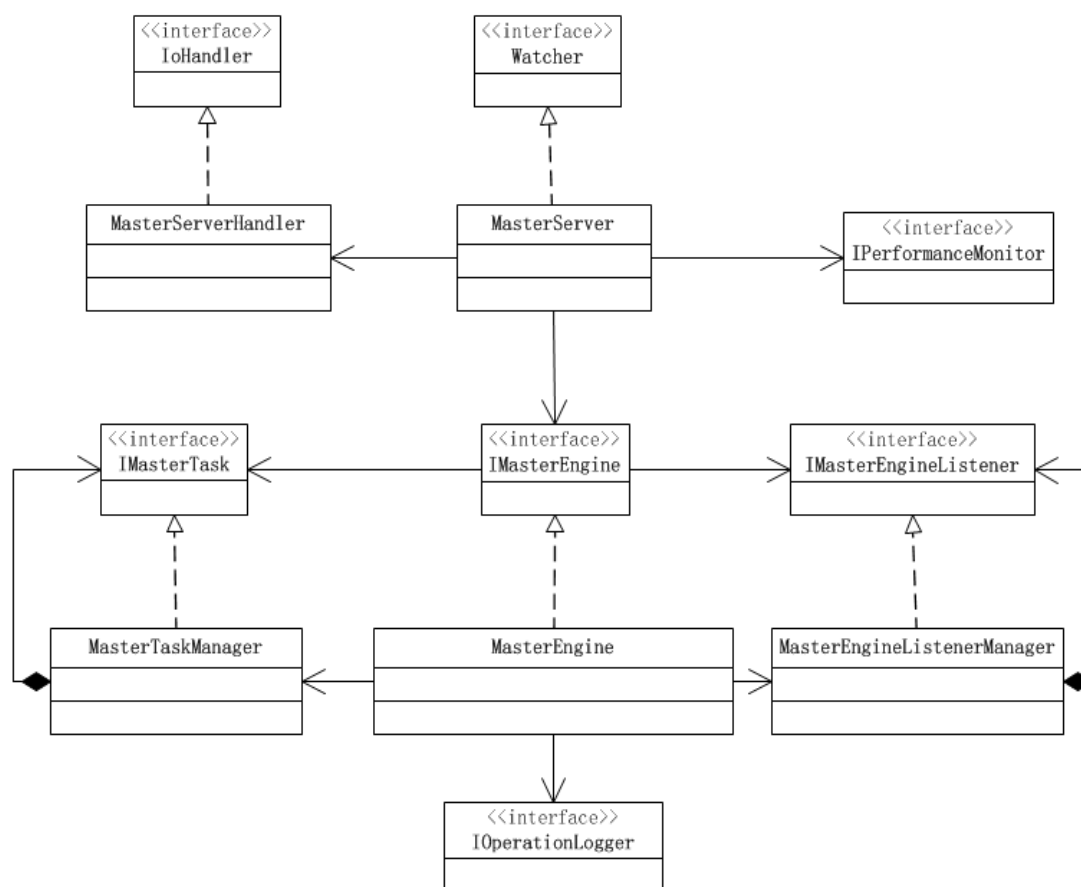 <<interface>>
IoHandler
<<interface>>
Watcher
MasterServerHandler
MasterServer
<<interface>>
IPerformanceMonitor
<<interface>>
IMasterTask
<<interface>>
IMasterEngine
<<interface>>
IMasterEngineListener
MasterTaskManager
MasterEngine
MasterEngineListenerManager
<<interface>>
IOperationLogger